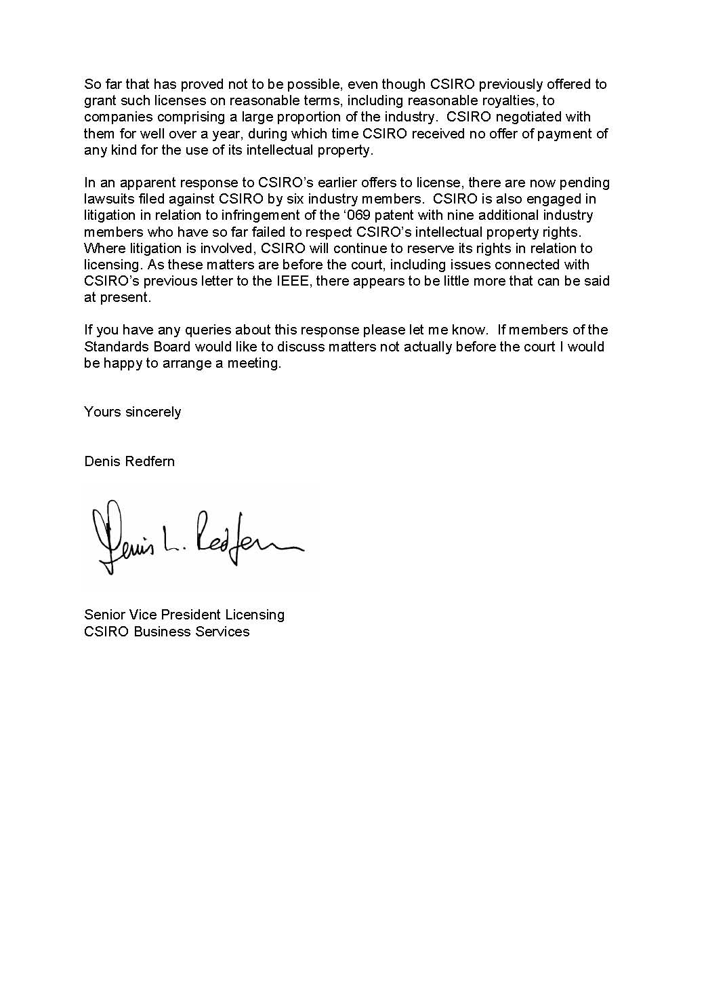 So far that has proved not to be possible, even though CSIRO previously offered to
grant such licenses on reasonable terms, including reasonable royalties, to
companies comprising a large proportion of the industry.  CSIRO negotiated with
them for well over a year, during which time CSIRO received no offer of payment of
any kind for the use of its intellectual property.

In an apparent response to CSIRO’s earlier offers to license, there are now pending
lawsuits filed against CSIRO by six industry members.  CSIRO is also engaged in
litigation in relation to infringement of the ‘069 patent with nine additional industry
members who have so far failed to respect CSIRO’s intellectual property rights.
Where litigation is involved, CSIRO will continue to reserve its rights in relation to
licensing. As these matters are before the court, including issues connected with
CSIRO’s previous letter to the IEEE, there appears to be little more that can be said
at present.

If you have any queries about this response please let me know.  If members of the
Standards Board would like to discuss matters not actually before the court I would
be happy to arrange a meeting.

Yours sincerely

Denis Redfern

Denis L. Redfern

Senior Vice President Licensing
CSIRO Business Services